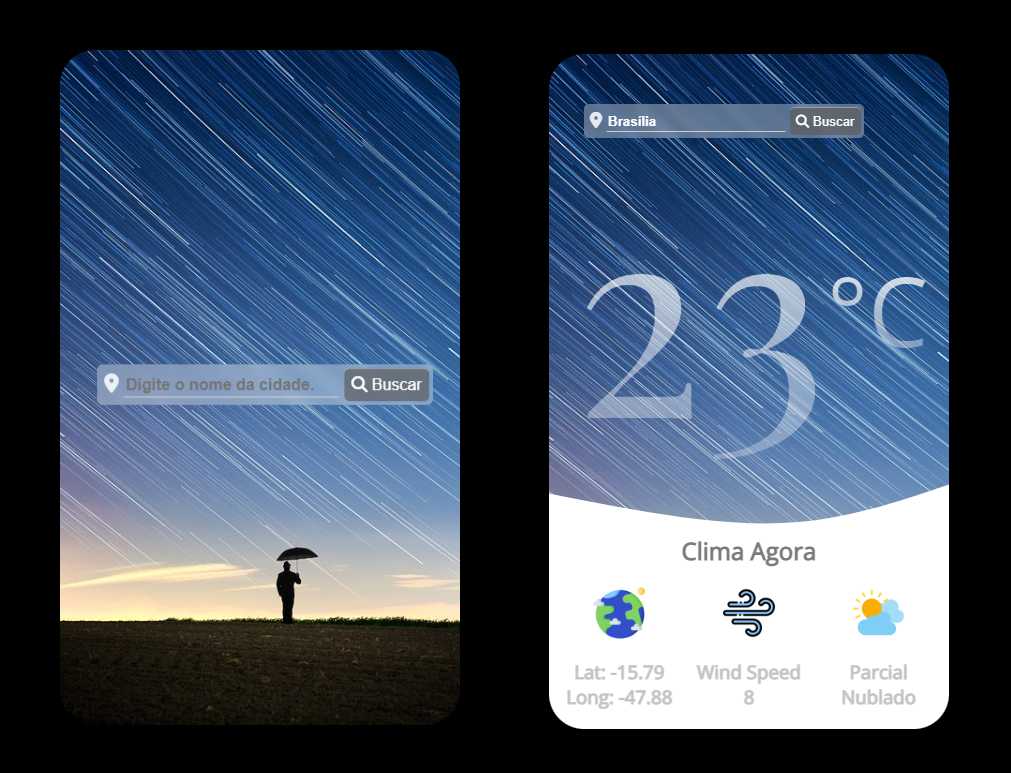 Digite o nome da cidade.
Buscar
Brasília
Buscar
23°C
Clima Agora
Lat: -15.79
Long: -47.88
Wind Speed
8
Parcial
Nublado